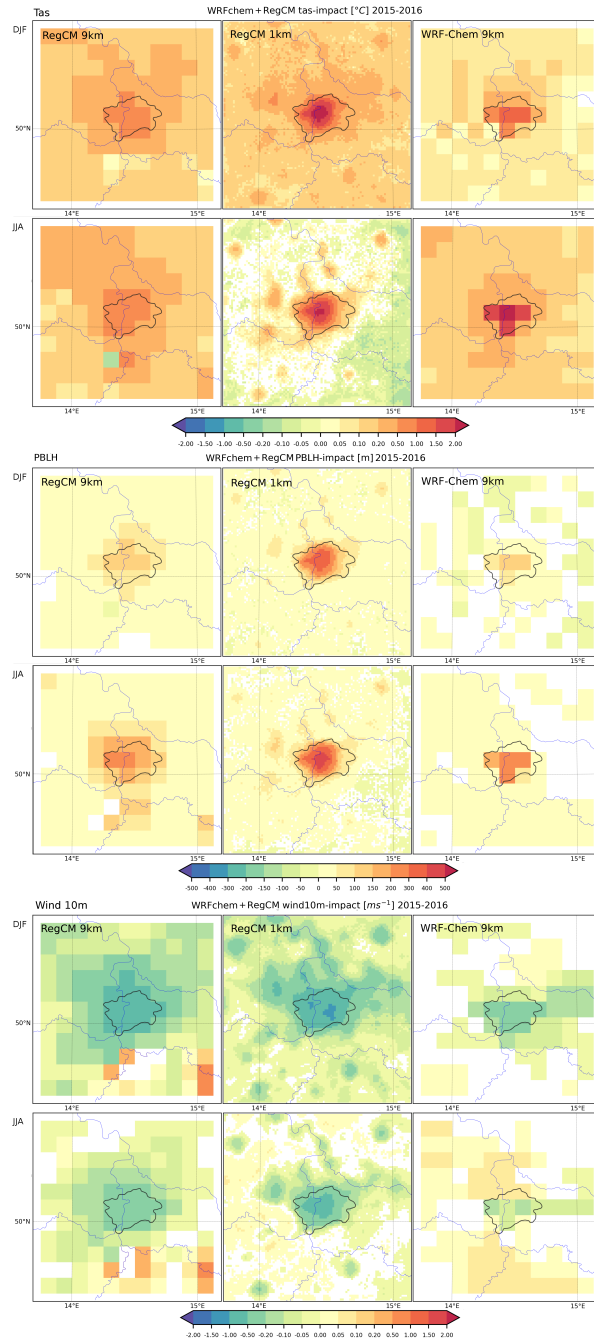 Tas
WRFchem+RegCM tas-impact [°C] 2015-2016
DJF
RegCM 9km
RegCM 1km
WRF-Chem 9km
50°N
14°E 15°E 14°E 14°E 15°E
JJA
50°N
14°E 15°E 14°E 14°E 15°E
-2.00 -1.50 -1.00 -0.50 -0.20 -0.10 -0.05 0.00 0.05 0.10 0.20 0.50 1.00 1.50 2.00
PBLH
WRFchem+RegCM PBLH-impact [m] 2015-2016
DJF
RegCM 9km
RegCM 1km
WRF-Chem 9km
50°N
14°E 15°E 14°E 14°E 15°E
JJA
50°N
14°E 15°E 14°E 14°E 15°E
-500 -400 -300 -200 -150 -100 -50 0 50 100 150 200 300 400 500
Wind 10m
WRFchem+RegCM wind10m-impact [ms⁻¹] 2015-2016
DJF
RegCM 9km
RegCM 1km
WRF-Chem 9km
50°N
14°E 15°E 14°E 14°E 15°E
JJA
50°N
14°E 15°E 14°E 14°E 15°E
-2.00 -1.50 -1.00 -0.50 -0.20 -0.10 -0.05 0.00 0.05 0.10 0.20 0.50 1.00 1.50 2.00